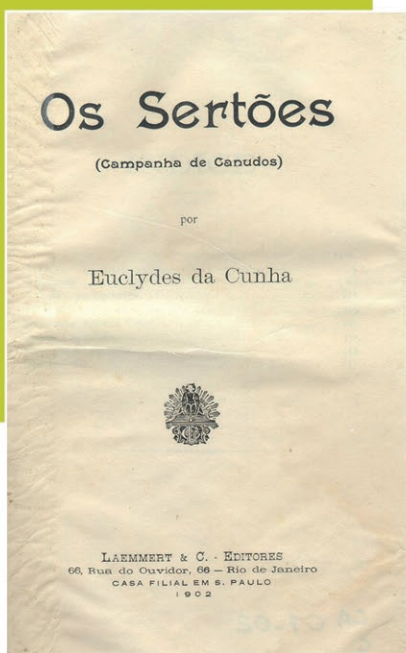 Os Sertões
(Campanha de Canudos)
por
Euclydes da Cunha
LAEMMERT & C. - EDITORES
66, Rua do Ouvidor, 66 — Rio de Janeiro
CASA FILIAL EM S. PAULO
1902